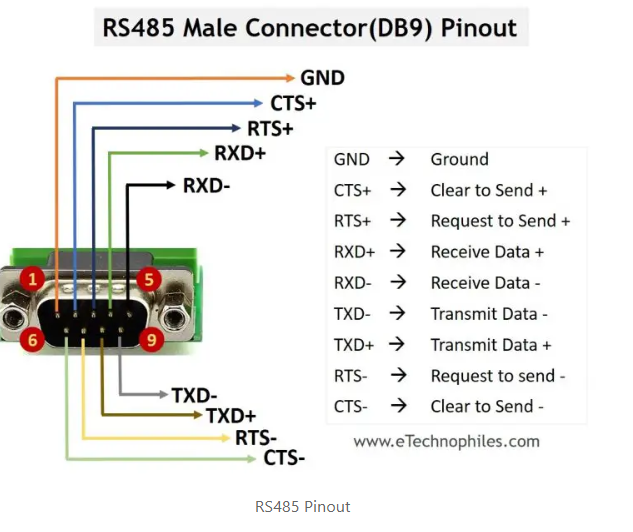 RS485 Male Connector(DB9) Pinout
GND
CTS+
RTS+
RXD+
RXD-
1
5
6
9
TXD-
TXD+
RTS-
CTS-
GND → Ground
CTS+ → Clear to Send +
RTS+ → Request to Send +
RXD+ → Receive Data +
RXD- → Receive Data -
TXD- → Transmit Data -
TXD+ → Transmit Data +
RTS- → Request to send -
CTS- → Clear to Send -
www.eTechnophiles.com
RS485 Pinout